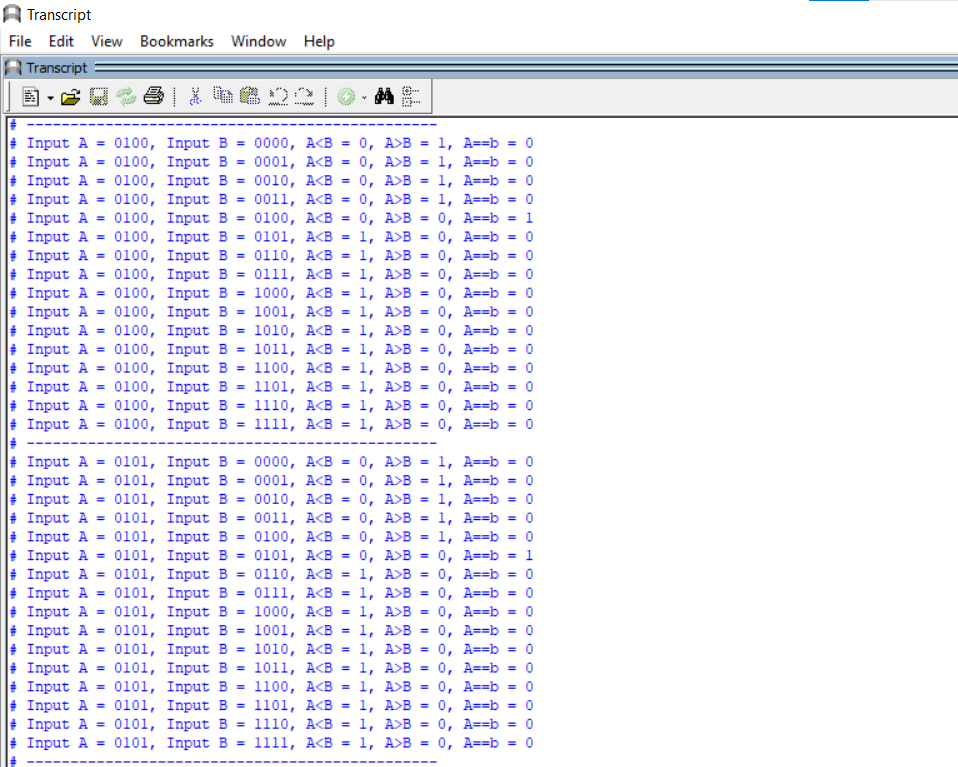 Transcript
File Edit View Bookmarks Window Help
Transcript
# -----------------------------------------------
# Input A = 0100, Input B = 0000, A<B = 0, A>B = 1, A==b = 0
# Input A = 0100, Input B = 0001, A<B = 0, A>B = 1, A==b = 0
# Input A = 0100, Input B = 0010, A<B = 0, A>B = 1, A==b = 0
# Input A = 0100, Input B = 0011, A<B = 0, A>B = 1, A==b = 0
# Input A = 0100, Input B = 0100, A<B = 0, A>B = 0, A==b = 1
# Input A = 0100, Input B = 0101, A<B = 1, A>B = 0, A==b = 0
# Input A = 0100, Input B = 0110, A<B = 1, A>B = 0, A==b = 0
# Input A = 0100, Input B = 0111, A<B = 1, A>B = 0, A==b = 0
# Input A = 0100, Input B = 1000, A<B = 1, A>B = 0, A==b = 0
# Input A = 0100, Input B = 1001, A<B = 1, A>B = 0, A==b = 0
# Input A = 0100, Input B = 1010, A<B = 1, A>B = 0, A==b = 0
# Input A = 0100, Input B = 1011, A<B = 1, A>B = 0, A==b = 0
# Input A = 0100, Input B = 1100, A<B = 1, A>B = 0, A==b = 0
# Input A = 0100, Input B = 1101, A<B = 1, A>B = 0, A==b = 0
# Input A = 0100, Input B = 1110, A<B = 1, A>B = 0, A==b = 0
# Input A = 0100, Input B = 1111, A<B = 1, A>B = 0, A==b = 0
# -----------------------------------------------
# Input A = 0101, Input B = 0000, A<B = 0, A>B = 1, A==b = 0
# Input A = 0101, Input B = 0001, A<B = 0, A>B = 1, A==b = 0
# Input A = 0101, Input B = 0010, A<B = 0, A>B = 1, A==b = 0
# Input A = 0101, Input B = 0011, A<B = 0, A>B = 1, A==b = 0
# Input A = 0101, Input B = 0100, A<B = 0, A>B = 1, A==b = 0
# Input A = 0101, Input B = 0101, A<B = 0, A>B = 0, A==b = 1
# Input A = 0101, Input B = 0110, A<B = 1, A>B = 0, A==b = 0
# Input A = 0101, Input B = 0111, A<B = 1, A>B = 0, A==b = 0
# Input A = 0101, Input B = 1000, A<B = 1, A>B = 0, A==b = 0
# Input A = 0101, Input B = 1001, A<B = 1, A>B = 0, A==b = 0
# Input A = 0101, Input B = 1010, A<B = 1, A>B = 0, A==b = 0
# Input A = 0101, Input B = 1011, A<B = 1, A>B = 0, A==b = 0
# Input A = 0101, Input B = 1100, A<B = 1, A>B = 0, A==b = 0
# Input A = 0101, Input B = 1101, A<B = 1, A>B = 0, A==b = 0
# Input A = 0101, Input B = 1110, A<B = 1, A>B = 0, A==b = 0
# Input A = 0101, Input B = 1111, A<B = 1, A>B = 0, A==b = 0
# -----------------------------------------------